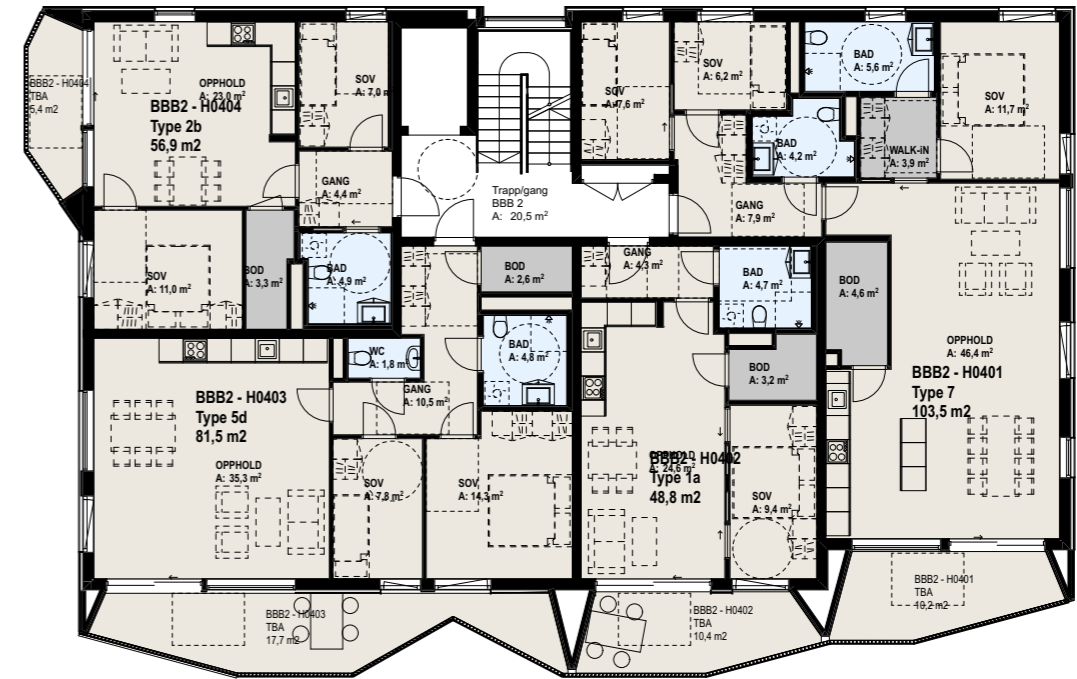 BBB2 - H0404
TBA
5,4 m2
OPPHOLD
A: 23,0 m²
BBB2 - H0404
Type 2b
56,9 m2
SOV
A: 7,0 m²
GANG
A: 4,4 m²
SOV
A: 11,0 m²
BOD
A: 3,3 m²
BAD
A: 4,9 m²
Trapp/gang
BBB 2
A: 20,5 m²
SOV
A: 7,6 m²
SOV
A: 6,2 m²
BAD
A: 5,6 m²
SOV
A: 11,7 m²
BAD
A: 4,2 m²
WALK-IN
A: 3,9 m²
GANG
A: 7,9 m²
BOD
A: 4,6 m²
OPPHOLD
A: 46,4 m²
BBB2 - H0401
Type 7
103,5 m2
BOD
A: 2,6 m²
GANG
A: 4,3 m²
BAD
A: 4,7 m²
BAD
A: 4,8 m²
WC
A: 1,8 m²
GANG
A: 10,5 m²
BOD
A: 3,2 m²
BBB2 - H0403
Type 5d
81,5 m2
OPPHOLD
A: 35,3 m²
SOV
A: 7,8 m²
SOV
A: 14,3 m²
OPPHOLD
A: 24,6 m²
BBB2 - H0402
Type 1a
48,8 m2
SOV
A: 9,4 m²
BBB2 - H0403
TBA
17,7 m2
BBB2 - H0402
TBA
10,4 m2
BBB2 - H0401
TBA
10,2 m2